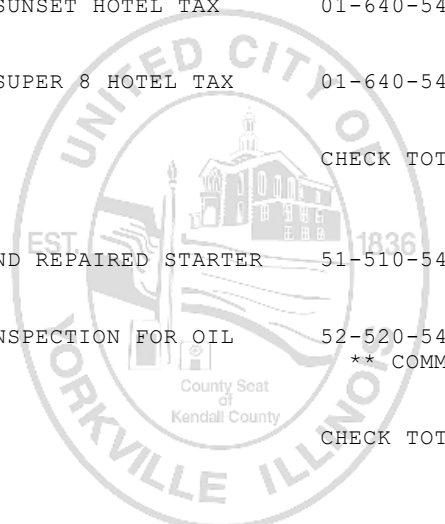 SUNSET HOTEL TAX 01-640-54
SUPER 8 HOTEL TAX 01-640-54
CHECK TOT
ND REPAIRED STARTER 51-510-54
NSPECTION FOR OIL 52-520-54
** COMM
CHECK TOT
UNITED CITY OF
EST. 1836
County Seat
of
Kendall County
YORKVILLE ILLINOIS